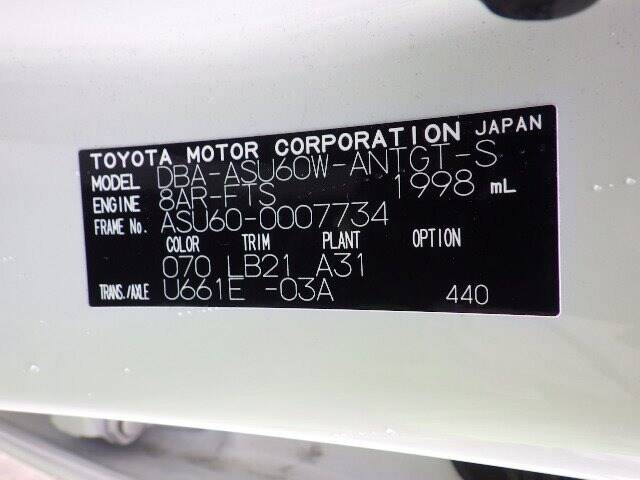 TOYOTA MOTOR CORPORATION JAPAN
MODEL DBA-ASU60W-ANTGT-S
ENGINE 8AR-FTS 1998 mL
FRAME No. ASU60-0007734
COLOR TRIM PLANT OPTION
070 LB21 A31
TRANS./AXLE U661E -03A 440